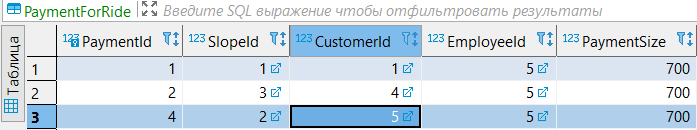 PaymentForRide Введите SQL выражение чтобы отфильтровать результаты
Таблица
123 PaymentId 123 SlopeId 123 CustomerId 123 EmployeeId 123 PaymentSize
1 1 1 1 5 700
2 2 3 4 5 700
3 4 2 5 5 700